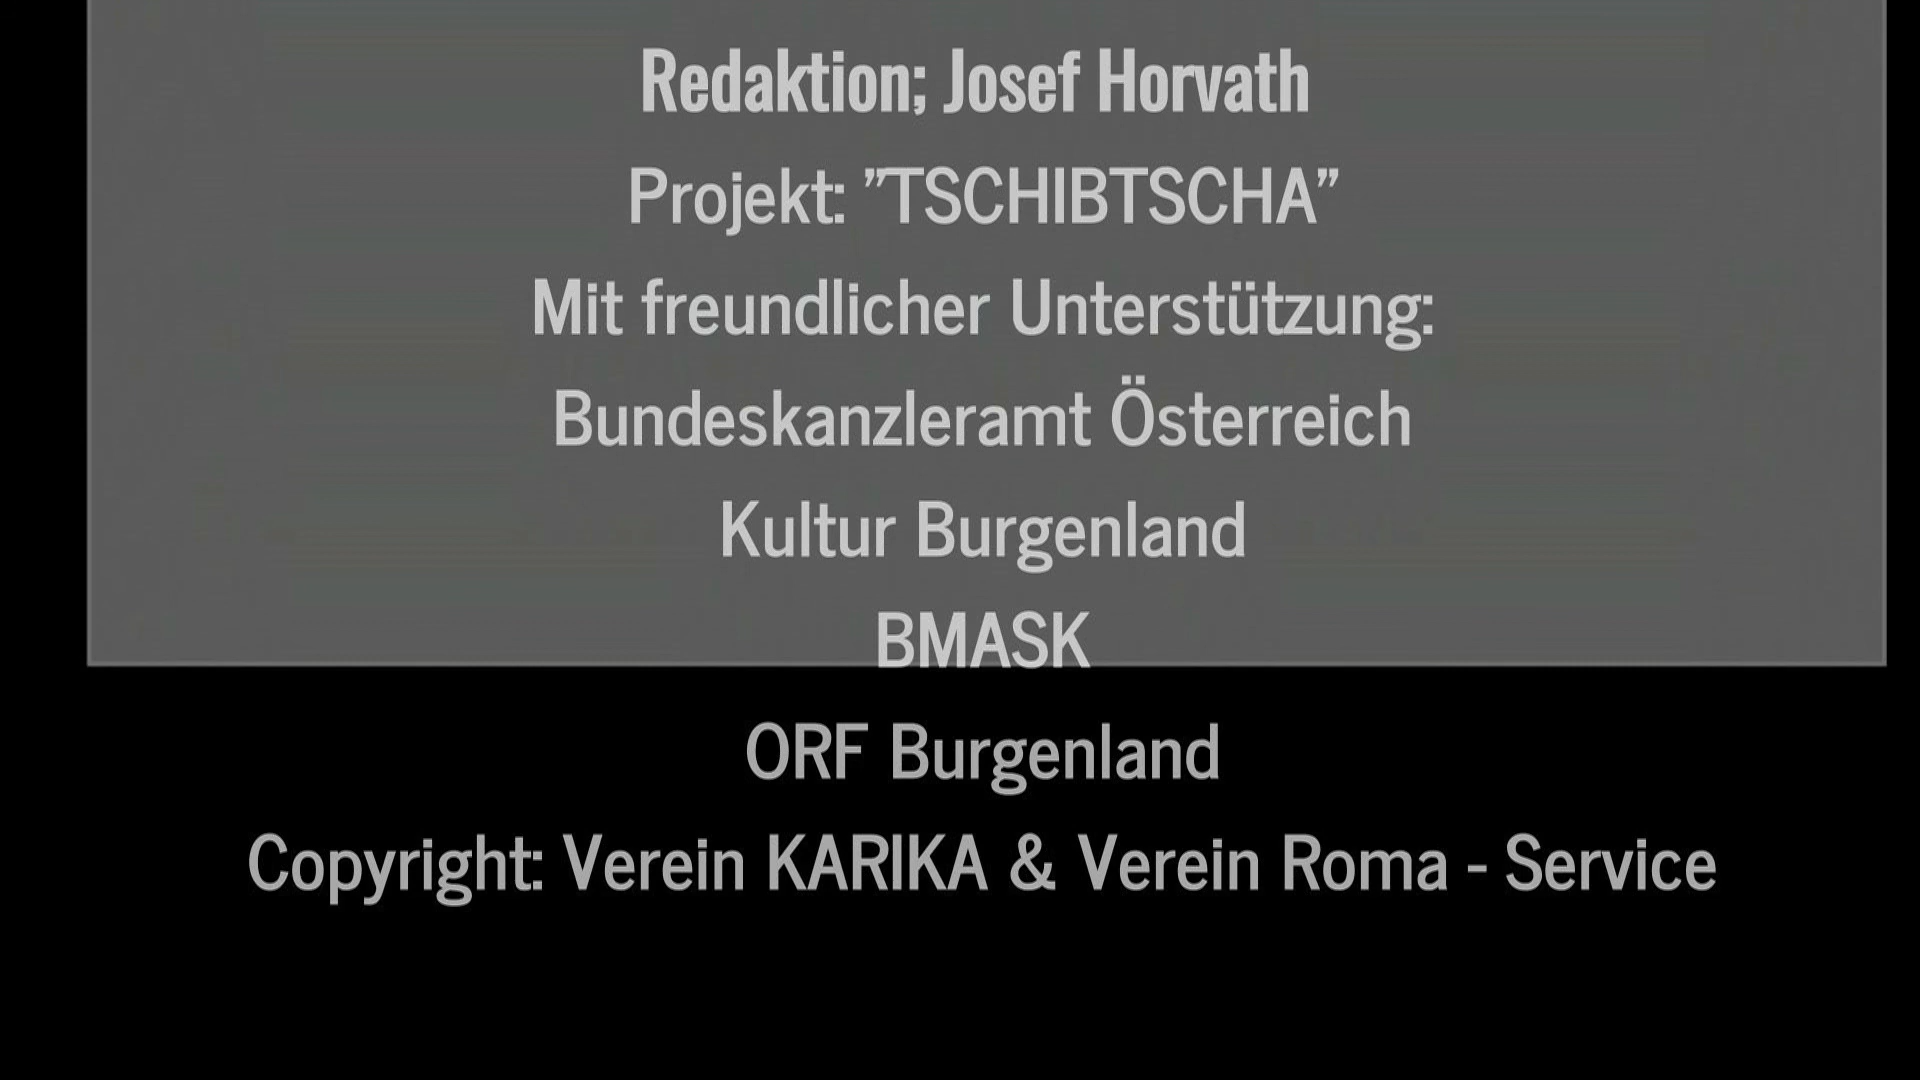 Redaktion; Josef Horvath
Projekt: ”TSCHIBTSCHA”
Mit freundlicher Unterstützung:
Bundeskanzleramt Österreich
Kultur Burgenland
BMASK
ORF Burgenland
Copyright: Verein KARIKA & Verein Roma - Service